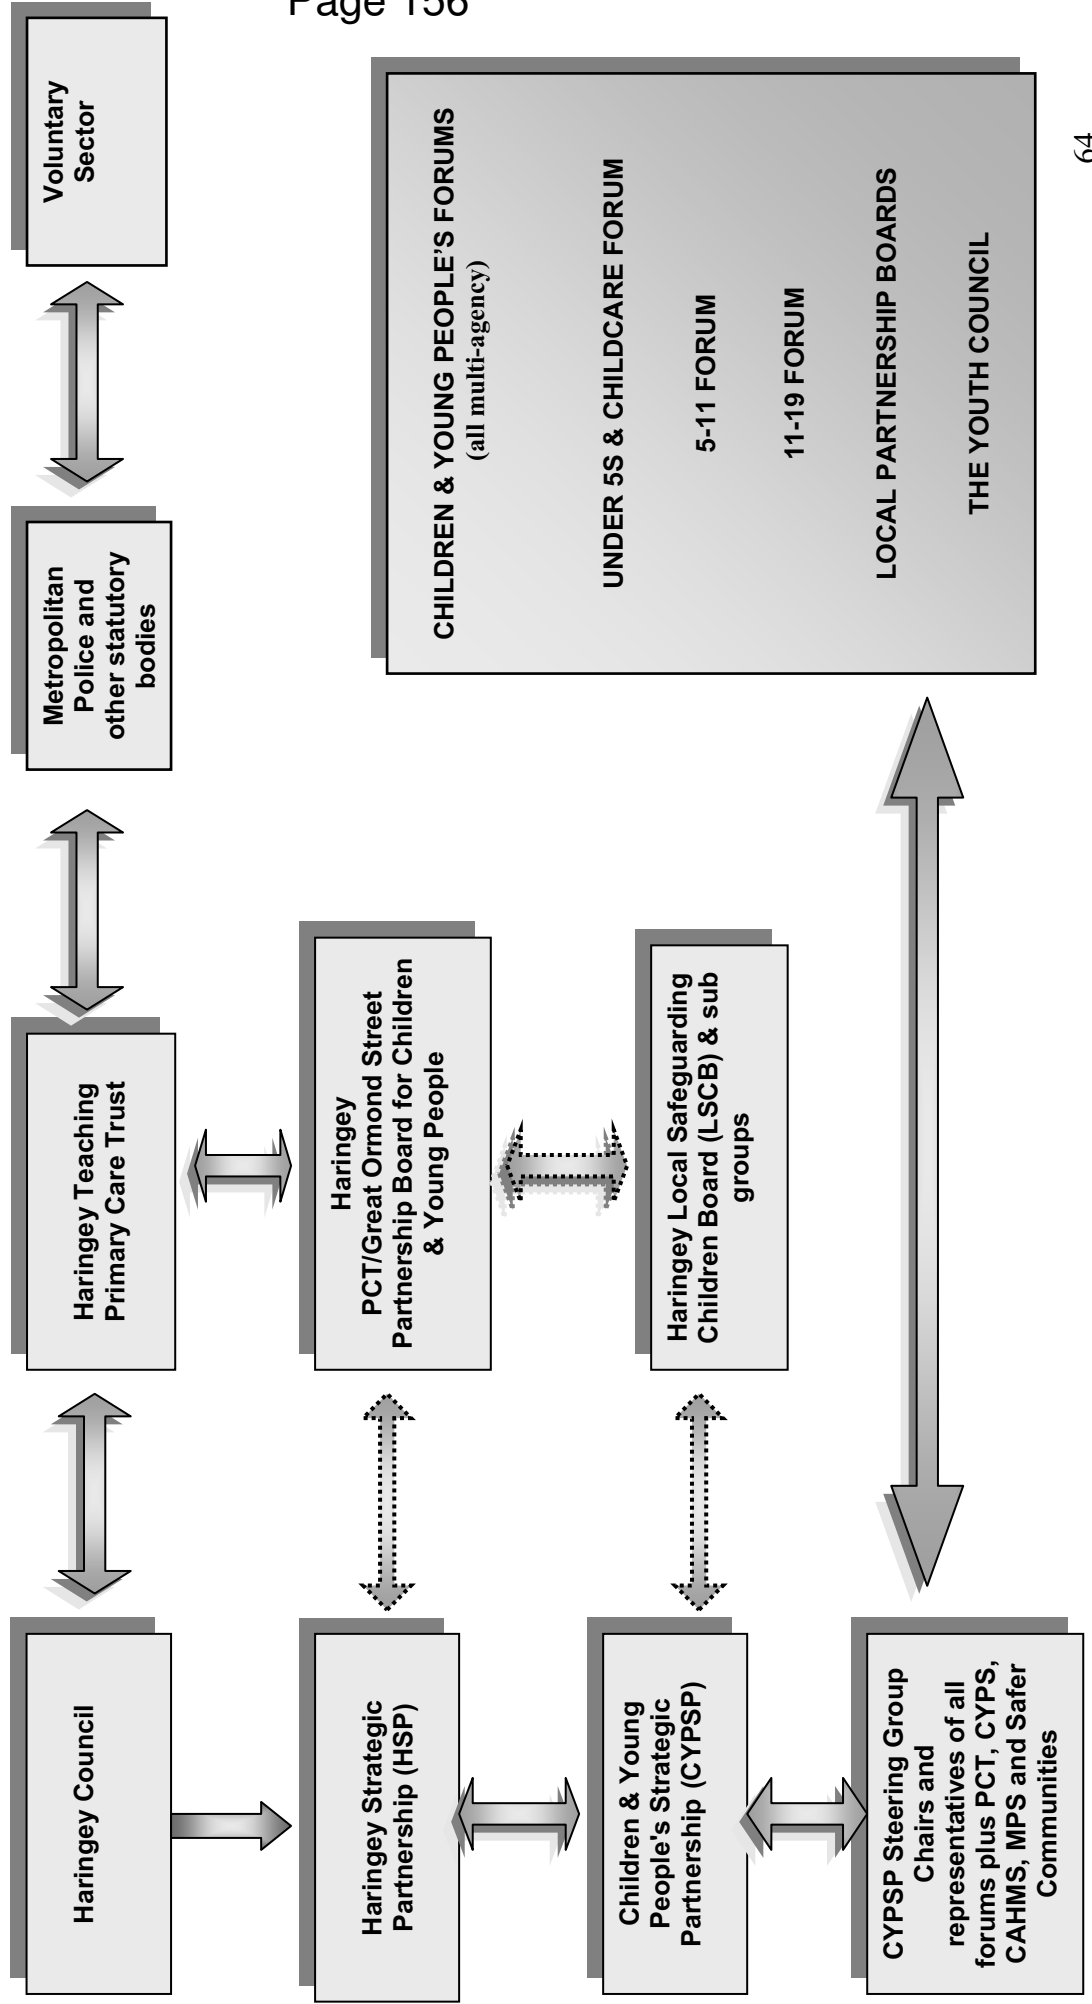 Page 156
Haringey Council
Haringey Teaching
Primary Care Trust
Metropolitan
Police and
other statutory
bodies
Voluntary
Sector
Haringey Strategic
Partnership (HSP)
Haringey
PCT/Great Ormond Street
Partnership Board for Children
& Young People
Children & Young
People's Strategic
Partnership (CYPSP)
Haringey Local Safeguarding
Children Board (LSCB) & sub
groups
CYPSP Steering Group
Chairs and
representatives of all
forums plus PCT, CYPS,
CAHMS, MPS and Safer
Communities
CHILDREN & YOUNG PEOPLE'S FORUMS
(all multi-agency)
UNDER 5S & CHILDCARE FORUM
5-11 FORUM
11-19 FORUM
LOCAL PARTNERSHIP BOARDS
THE YOUTH COUNCIL
64